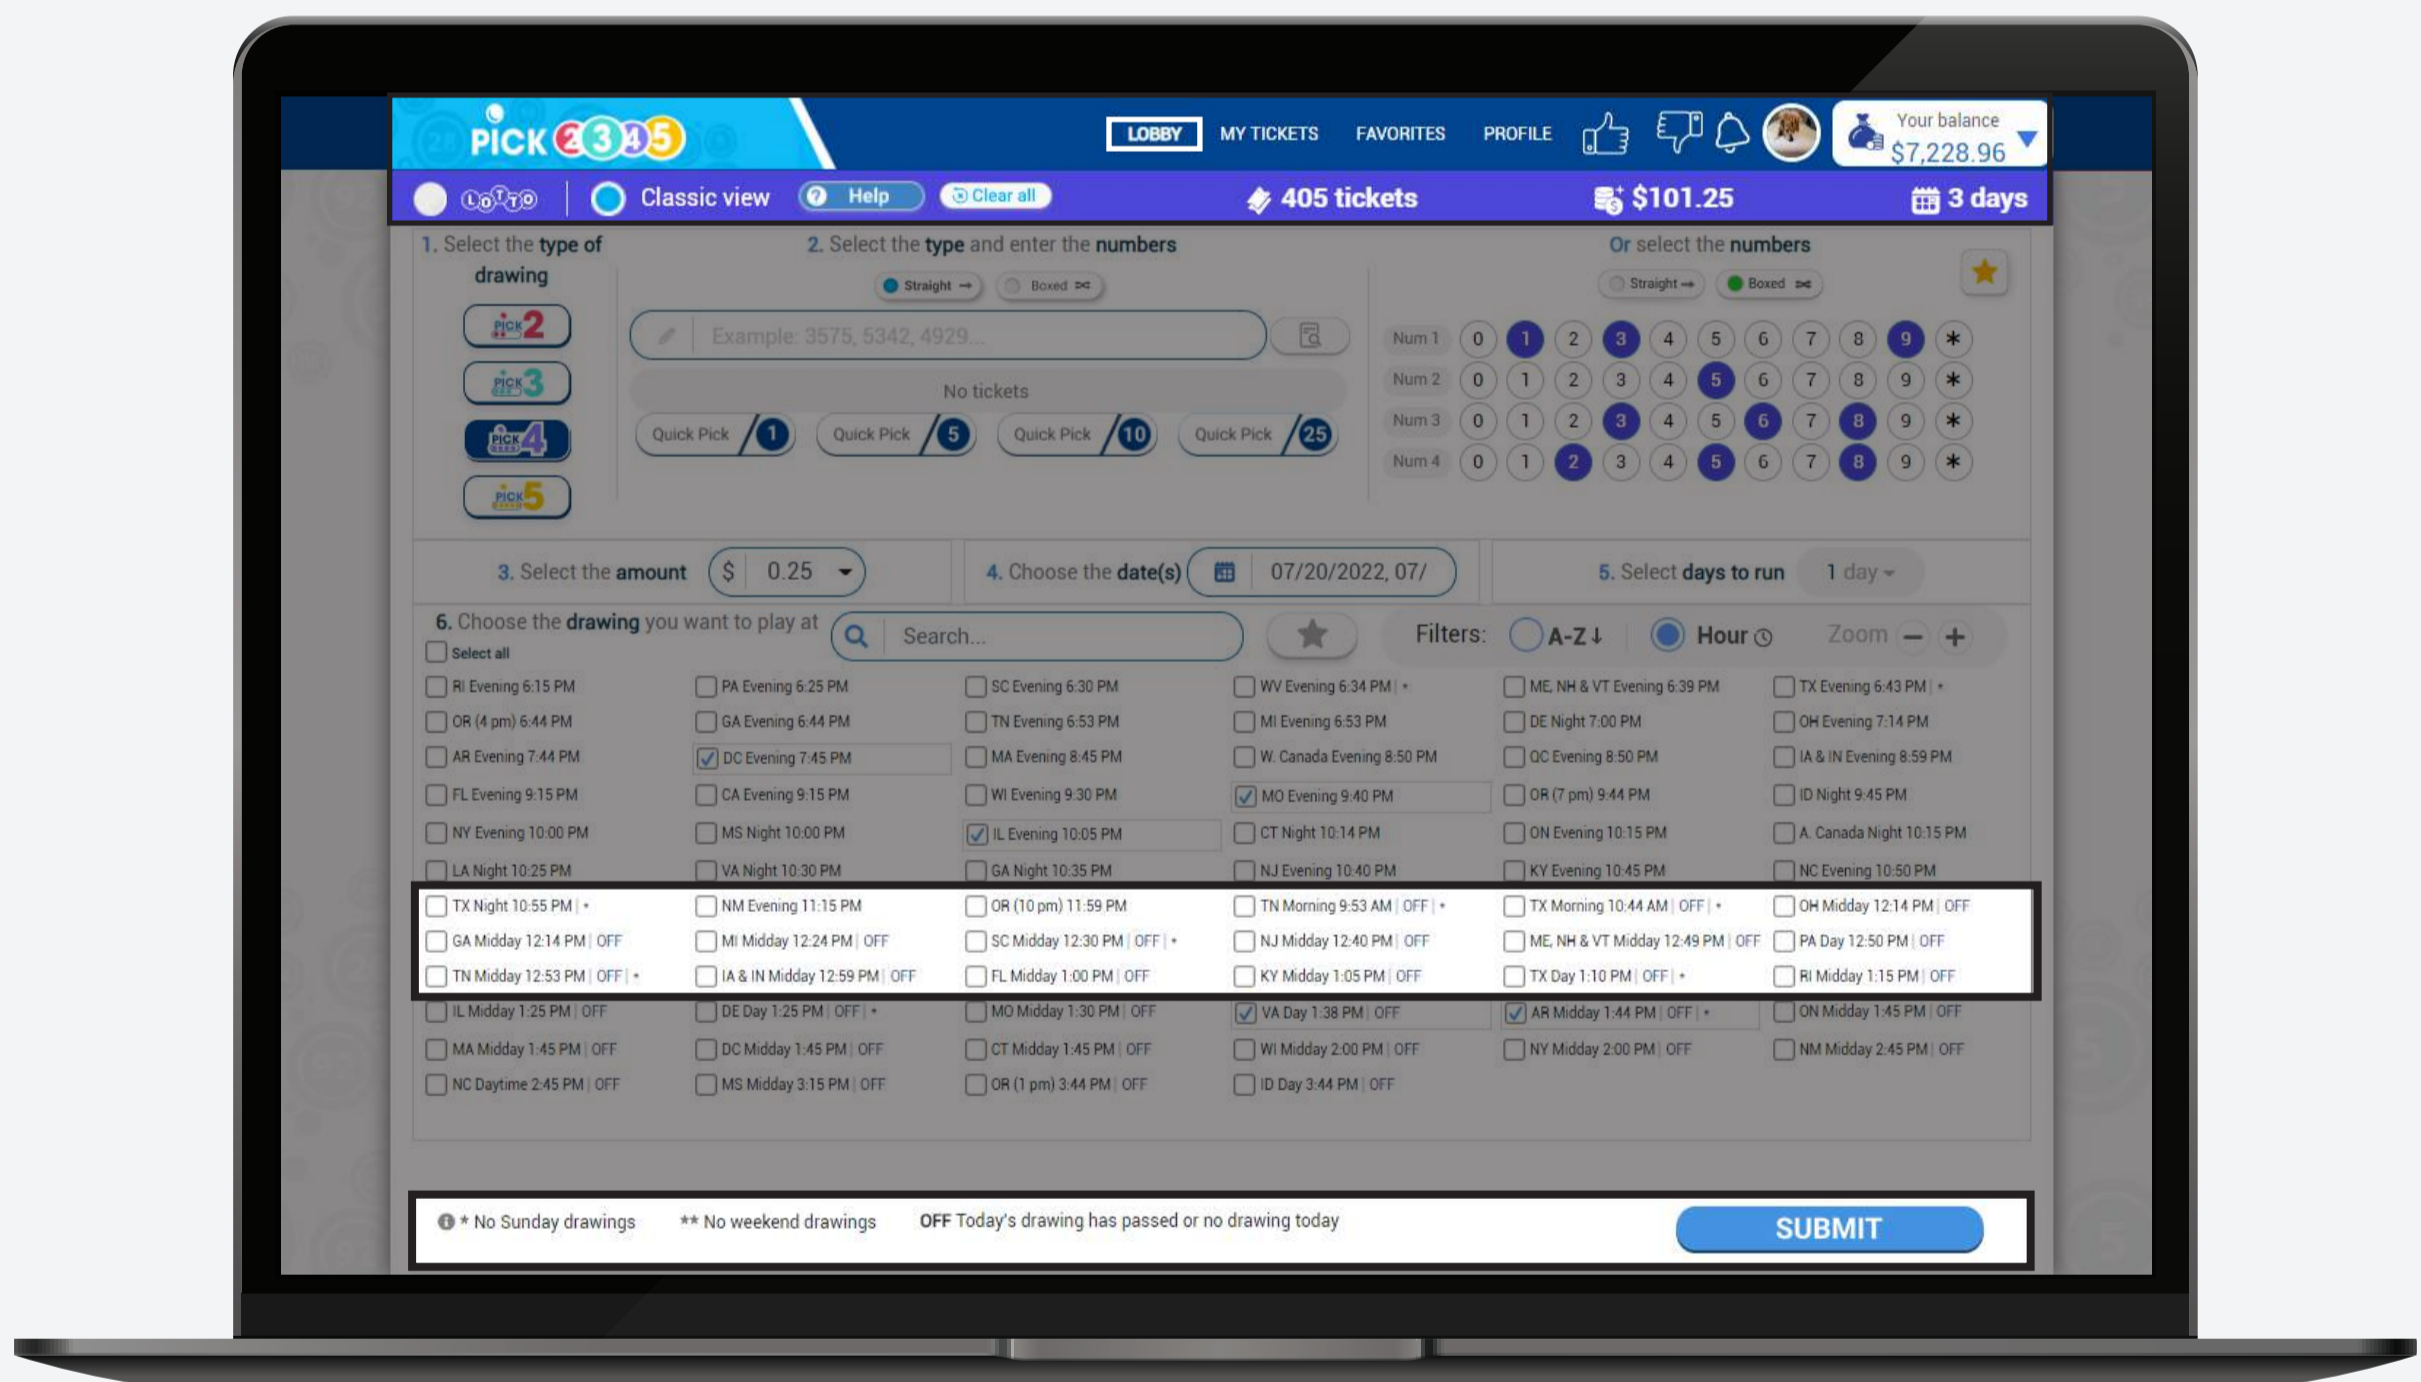 PICK 2345
LOBBY MY TICKETS FAVORITES PROFILE Your balance
$7,228.96
LOTTO Classic view ? Help Clear all 405 tickets $101.25 3 days
1. Select the type of drawing
PICK 2
PICK 3
PICK 4
PICK 5
2. Select the type and enter the numbers
Straight → Boxed
Example: 3575, 5342, 4929...
No tickets
Quick Pick / 1 Quick Pick / 5 Quick Pick / 10 Quick Pick / 25
Or select the numbers
Straight → Boxed
Num 1 0 1 2 3 4 5 6 7 8 9 *
Num 2 0 1 2 3 4 5 6 7 8 9 *
Num 3 0 1 2 3 4 5 6 7 8 9 *
Num 4 0 1 2 3 4 5 6 7 8 9 *
3. Select the amount $ 0.25 4. Choose the date(s) 07/20/2022, 07/ 5. Select days to run 1 day
6. Choose the drawing you want to play at Search... Filters: A-Z↓ Hour Zoom − +
Select all
RI Evening 6:15 PM PA Evening 6:25 PM SC Evening 6:30 PM WV Evening 6:34 PM | * ME, NH & VT Evening 6:39 PM TX Evening 6:43 PM | *
OR (4 pm) 6:44 PM GA Evening 6:44 PM TN Evening 6:53 PM MI Evening 6:53 PM DE Night 7:00 PM OH Evening 7:14 PM
AR Evening 7:44 PM DC Evening 7:45 PM MA Evening 8:45 PM W. Canada Evening 8:50 PM QC Evening 8:50 PM IA & IN Evening 8:59 PM
FL Evening 9:15 PM CA Evening 9:15 PM WI Evening 9:30 PM MO Evening 9:40 PM OR (7 pm) 9:44 PM ID Night 9:45 PM
NY Evening 10:00 PM MS Night 10:00 PM IL Evening 10:05 PM CT Night 10:14 PM ON Evening 10:15 PM A. Canada Night 10:15 PM
LA Night 10:25 PM VA Night 10:30 PM GA Night 10:35 PM NJ Evening 10:40 PM KY Evening 10:45 PM NC Evening 10:50 PM
TX Night 10:55 PM | * NM Evening 11:15 PM OR (10 pm) 11:59 PM TN Morning 9:53 AM | OFF | * TX Morning 10:44 AM | OFF | * OH Midday 12:14 PM | OFF
GA Midday 12:14 PM | OFF MI Midday 12:24 PM | OFF SC Midday 12:30 PM | OFF | * NJ Midday 12:40 PM | OFF ME, NH & VT Midday 12:49 PM | OFF PA Day 12:50 PM | OFF
TN Midday 12:53 PM | OFF | * IA & IN Midday 12:59 PM | OFF FL Midday 1:00 PM | OFF KY Midday 1:05 PM | OFF TX Day 1:10 PM | OFF | * RI Midday 1:15 PM | OFF
IL Midday 1:25 PM | OFF DE Day 1:25 PM | OFF | * MO Midday 1:30 PM | OFF VA Day 1:38 PM | OFF AR Midday 1:44 PM | OFF | * ON Midday 1:45 PM | OFF
MA Midday 1:45 PM | OFF DC Midday 1:45 PM | OFF CT Midday 1:45 PM | OFF WI Midday 2:00 PM | OFF NY Midday 2:00 PM | OFF NM Midday 2:45 PM | OFF
NC Daytime 2:45 PM | OFF MS Midday 3:15 PM | OFF OR (1 pm) 3:44 PM | OFF ID Day 3:44 PM | OFF
* No Sunday drawings ** No weekend drawings OFF Today's drawing has passed or no drawing today SUBMIT